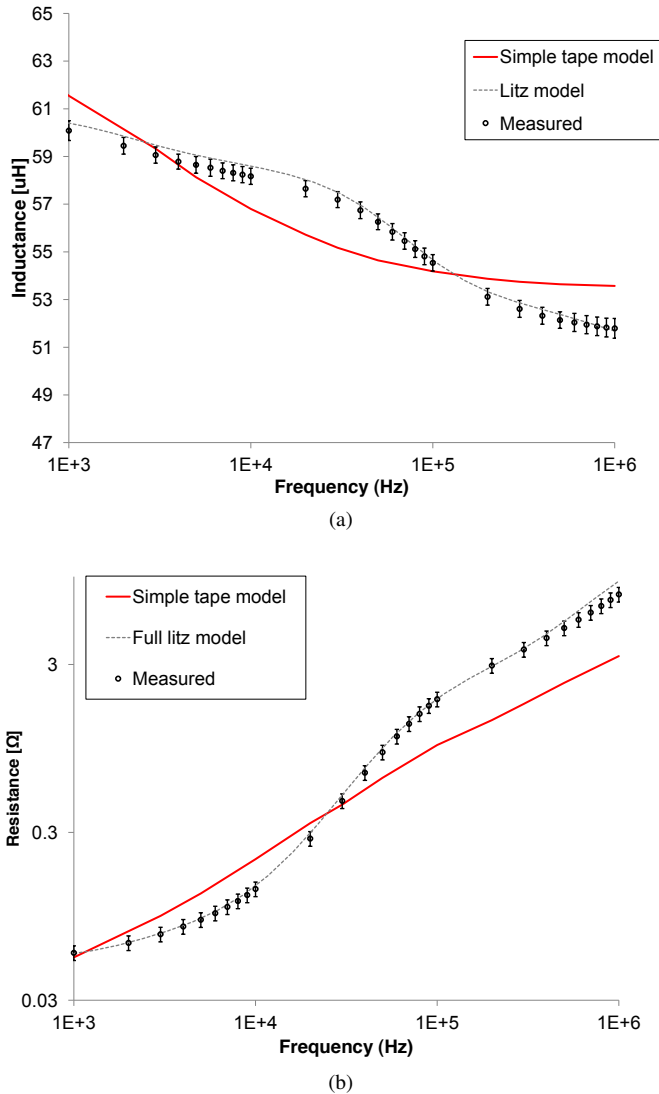 65
63
61
59
57
55
53
51
49
47
Inductance [uH]
Simple tape model
Litz model
Measured
1E+3
1E+4
1E+5
1E+6
Frequency (Hz)
(a)
Simple tape model
Full litz model
Measured
3
0.3
0.03
Resistance [Ω]
1E+3
1E+4
1E+5
1E+6
Frequency (Hz)
(b)